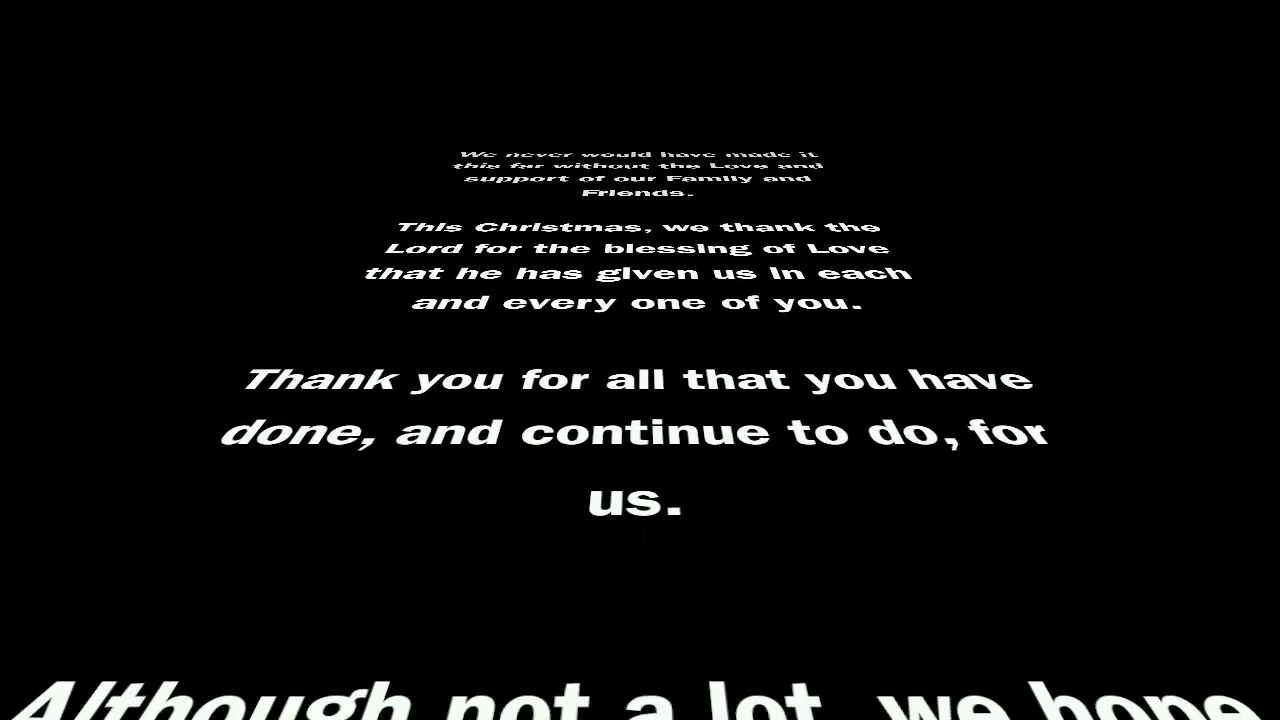 We never would have made it
this far without the Love and
support of our Family and
Friends.
This Christmas, we thank the
Lord for the blessing of Love
that he has given us in each
and every one of you.
Thank you for all that you have
done, and continue to do, for
us.
Although not a lot, we hope